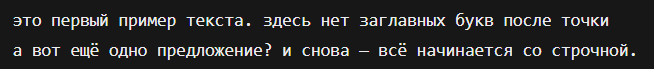 это первый пример текста. здесь нет заглавных букв после точки
а вот ещё одно предложение? и снова — всё начинается со строчной.